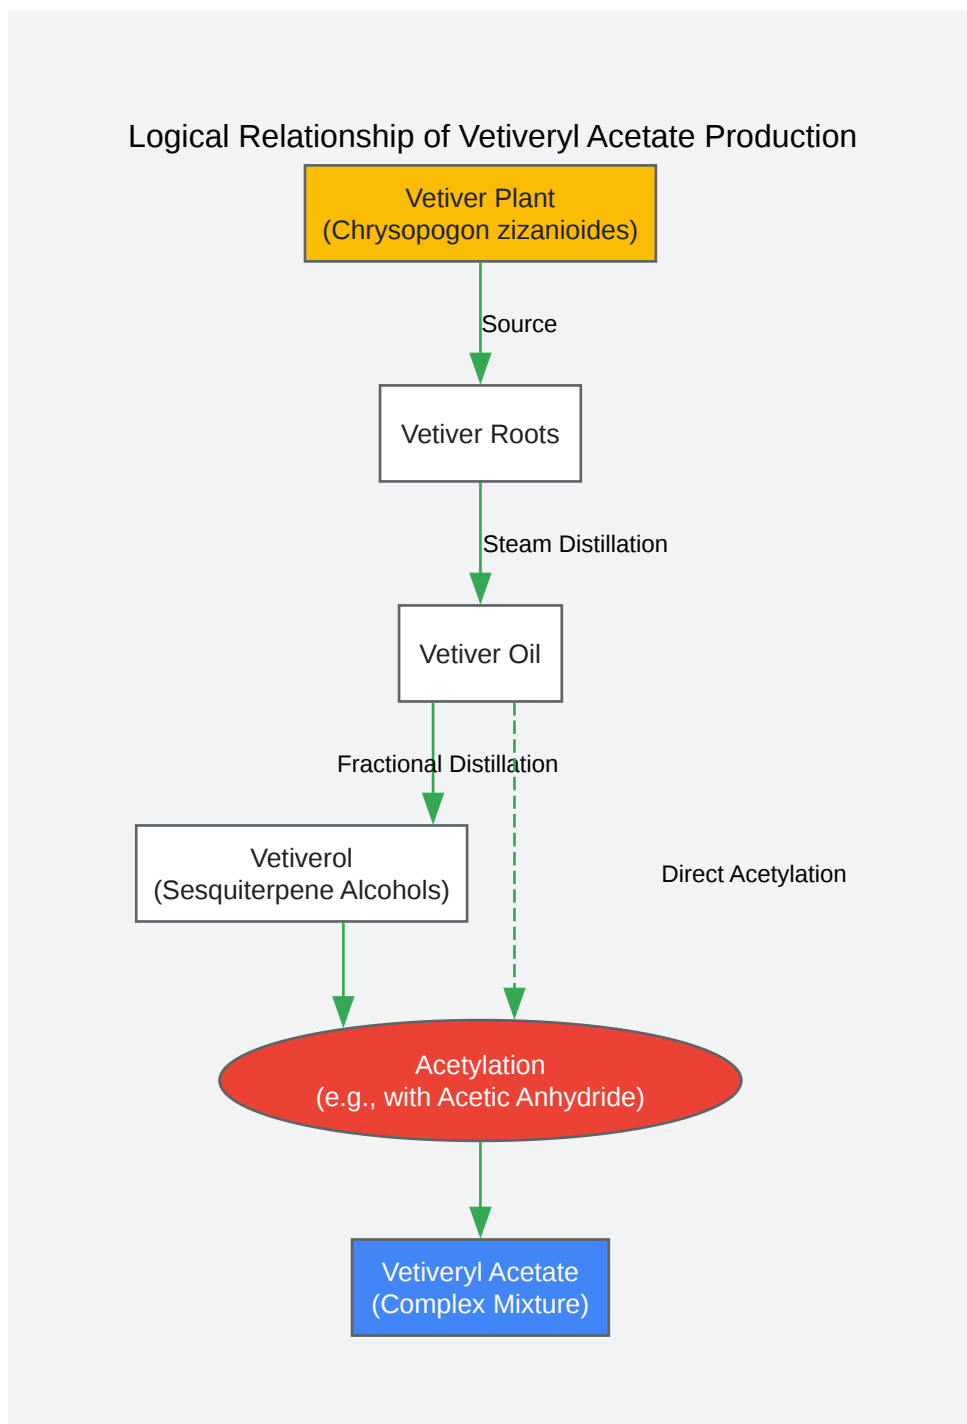 Logical Relationship of Vetiveryl Acetate Production
Vetiver Plant
(Chrysopogon zizanioides)
Source
Vetiver Roots
Steam Distillation
Vetiver Oil
Fractional Distillation
Vetiverol
(Sesquiterpene Alcohols)
Direct Acetylation
Acetylation
(e.g., with Acetic Anhydride)
Vetiveryl Acetate
(Complex Mixture)